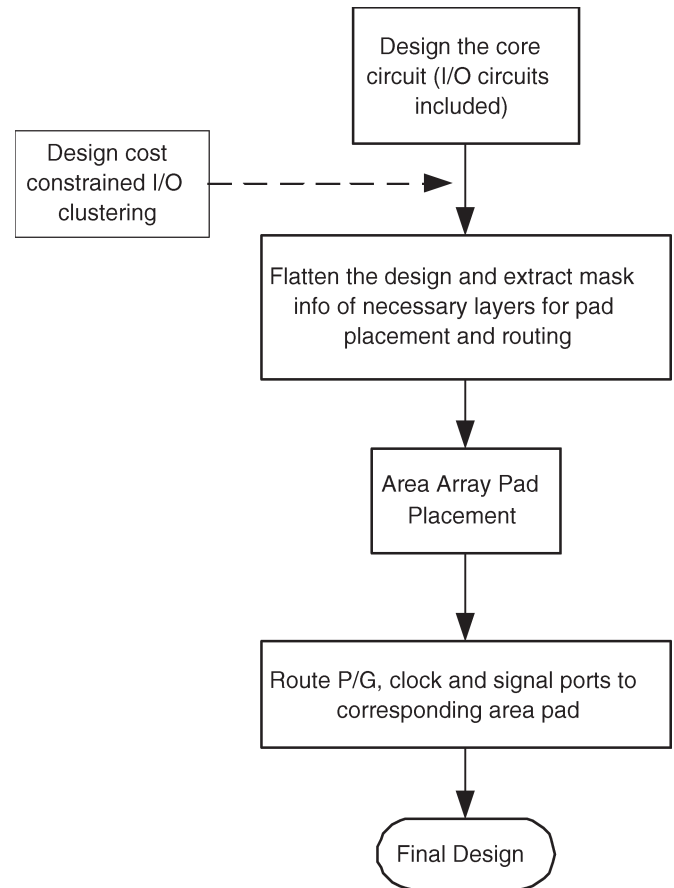 Design the core
circuit (I/O circuits
included)
Design cost
constrained I/O
clustering
Flatten the design and extract mask
info of necessary layers for pad
placement and routing
Area Array Pad
Placement
Route P/G, clock and signal ports to
corresponding area pad
Final Design